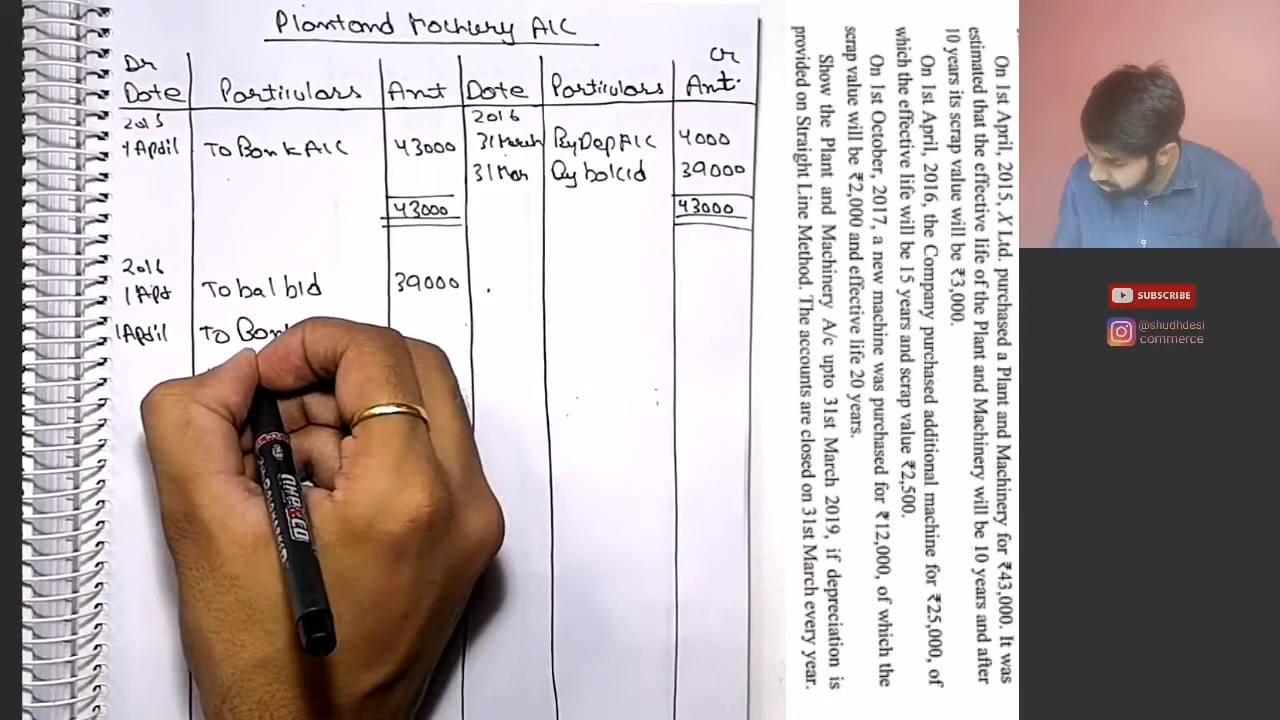 Plantand Machiery A/C
Dr
Cr
Date Particulars Amt Date Particulars Amt.
2015
1 April To Bank A/C 43000
2016
31 March By Dep A/C 4000
31 Mar By bal c/d 39000
43000
43000
2016
1 Apr To bal b/d 39000
1 April To Ban
On 1st April, 2015, X Ltd. purchased a Plant and Machinery for ₹43,000. It was
estimated that the effective life of the Plant and Machinery will be 10 years and after
10 years its scrap value will be ₹3,000.
On 1st April, 2016, the Company purchased additional machine for ₹25,000, of
which the effective life will be 15 years and scrap value ₹2,500.
On 1st October, 2017, a new machine was purchased for ₹12,000, of which the
scrap value will be ₹2,000 and effective life 20 years.
Show the Plant and Machinery A/c upto 31st March 2019, if depreciation is
provided on Straight Line Method. The accounts are closed on 31st March every year.
SUBSCRIBE
@shudhdesi
commerce